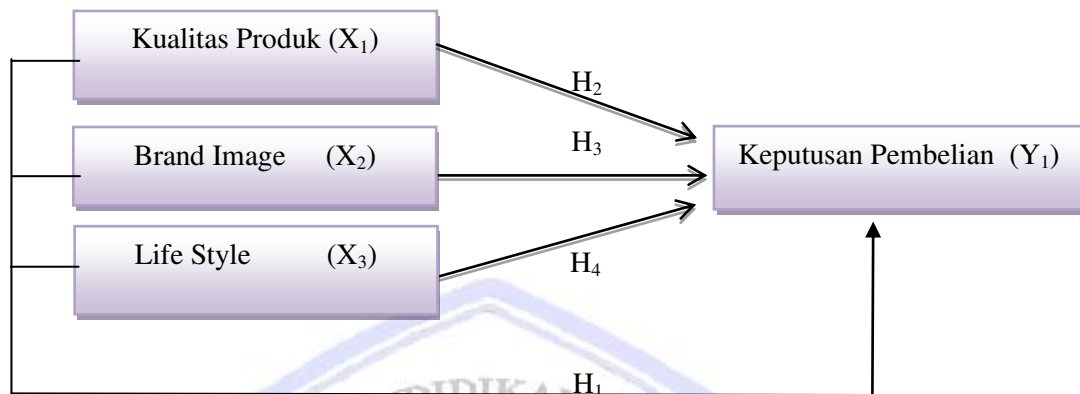 Kualitas Produk (X₁)
H₂
Brand Image (X₂)
H₃
Keputusan Pembelian (Y₁)
Life Style (X₃)
H₄
H₁